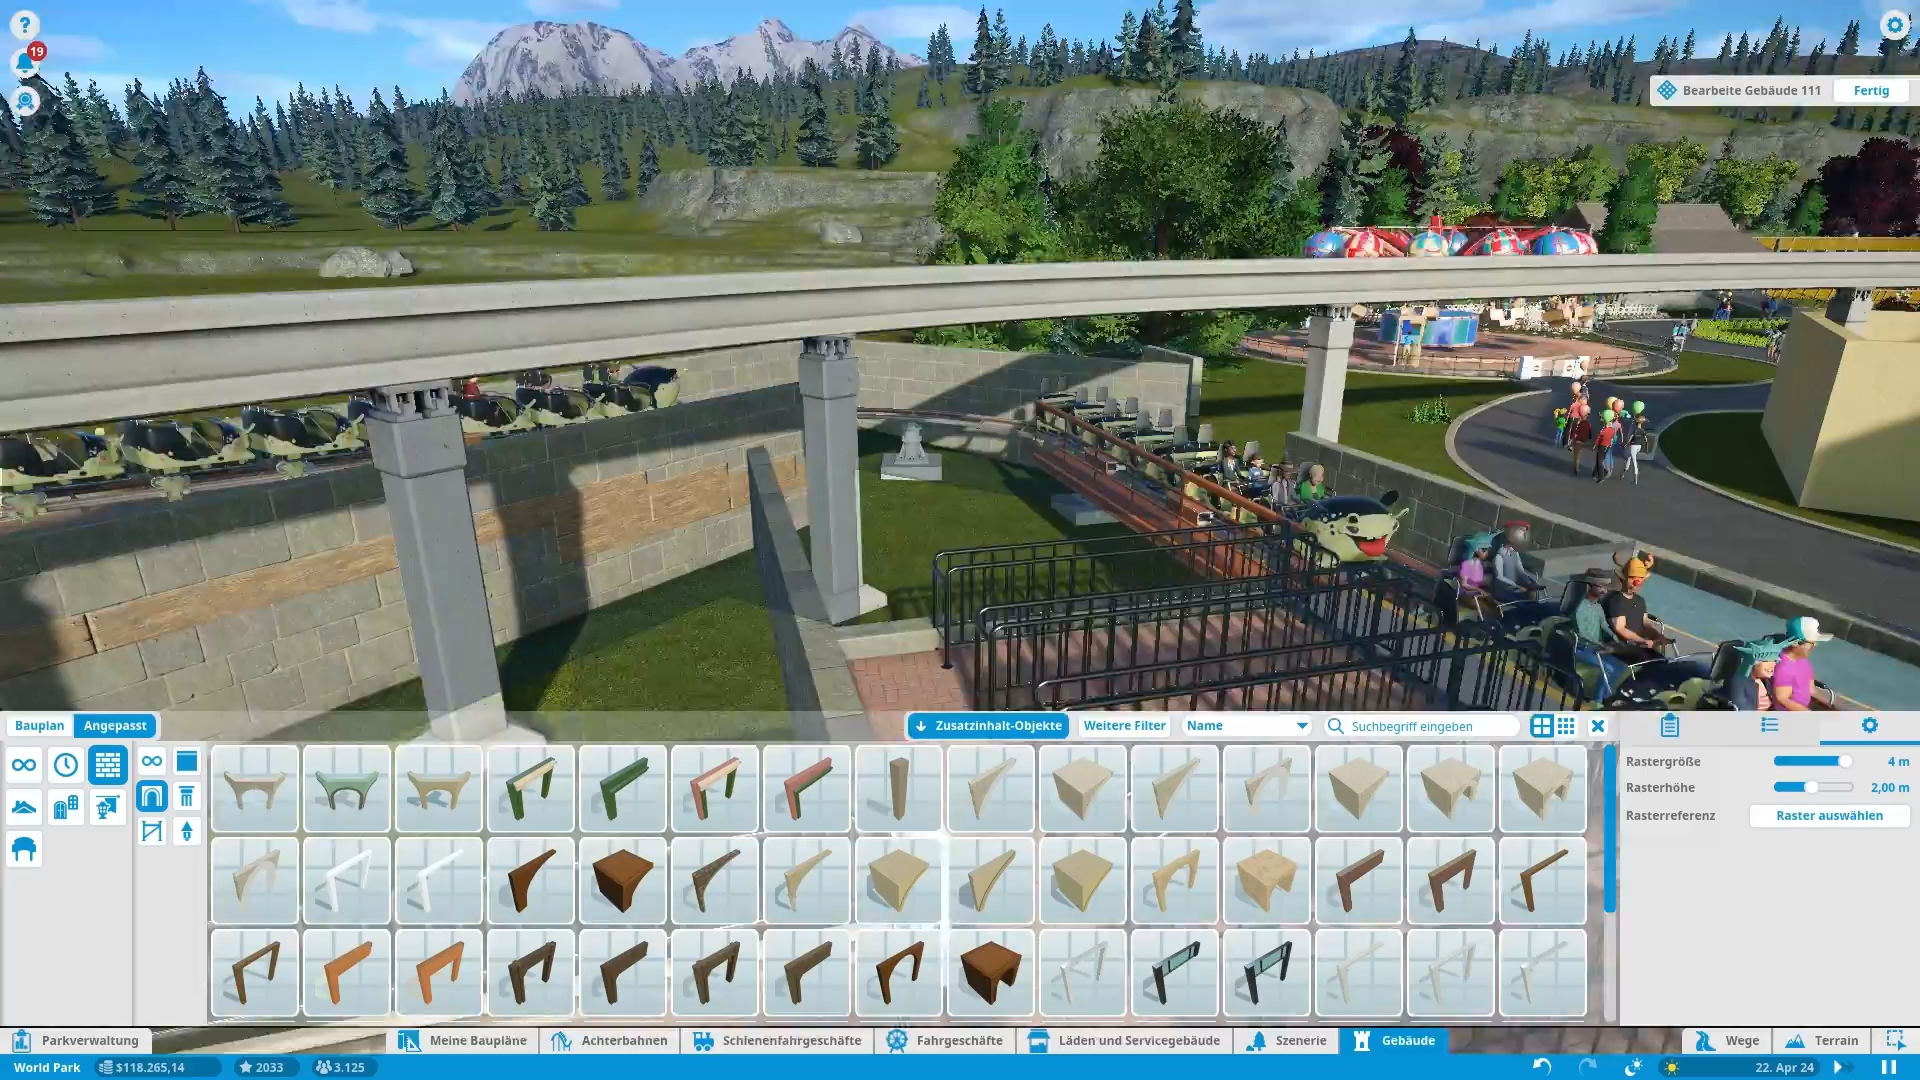 ?
19
Bearbeite Gebäude 111
Fertig
Bauplan
Angepasst
Zusatzinhalt-Objekte
Weitere Filter
Name
Suchbegriff eingeben
Rastergröße
4 m
Rasterhöhe
2,00 m
Rasterreferenz
Raster auswählen
Parkverwaltung
Meine Baupläne
Achterbahnen
Schienenfahrgeschäfte
Fahrgeschäfte
Läden und Servicegebäude
Szenerie
Gebäude
Wege
Terrain
World Park
$118.265,14
2033
3.125
22. Apr 24